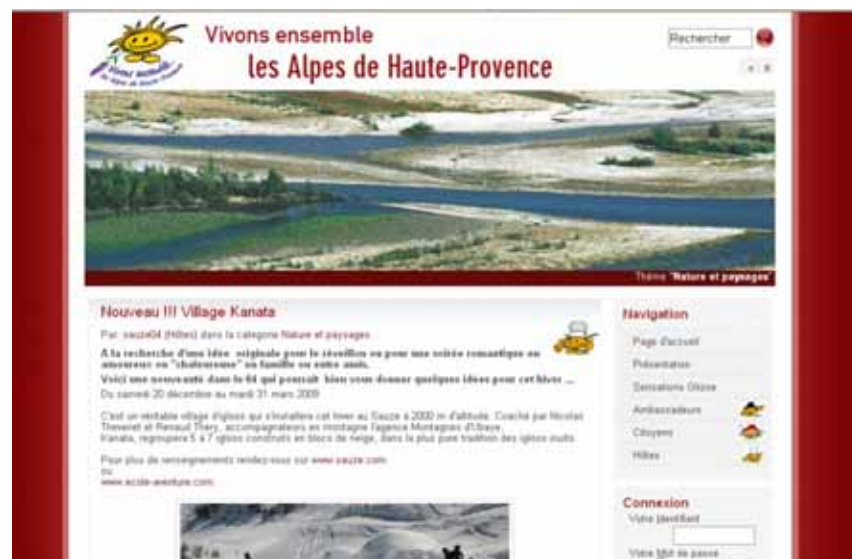 Vivons ensemble
les Alpes de Haute-Provence
Rechercher
Vivons ensemble...
les Alpes de Haute-Provence
Thème "Nature et paysages"
Nouveau !!! Village Kanata
Par sauze04 (Hôtes) dans la catégorie Nature et paysages
A la recherche d'une idée originale pour le réveillon ou pour une soirée romantique en
amoureux ou "chaleureuse" en famille ou entre amis,
Voici une nouveauté dans le 04 qui pourrait bien vous donner quelques idées pour cet hiver ...
Du samedi 20 décembre au mardi 31 mars 2009
C'est un véritable village d'igloos qui s'installera cet hiver au Sauze à 2000 m d'altitude. Coaché par Nicolas
Thevenet et Renaud Thery, accompagnateurs en montagne l'agence Montagnes d'Ubaye,
Kanata, regroupera 5 à 7 igloos construits en blocs de neige, dans la plus pure tradition des igloos inuits.
Pour plus de renseignements rendez-vous sur www.sauze.com
ou
www.ecole-aventure.com
Navigation
Page d'accueil
Présentation
Sensations Glisse
Ambassadeurs
Citoyens
Hôtes
Connexion
Votre Identifiant
Votre Mot de passe